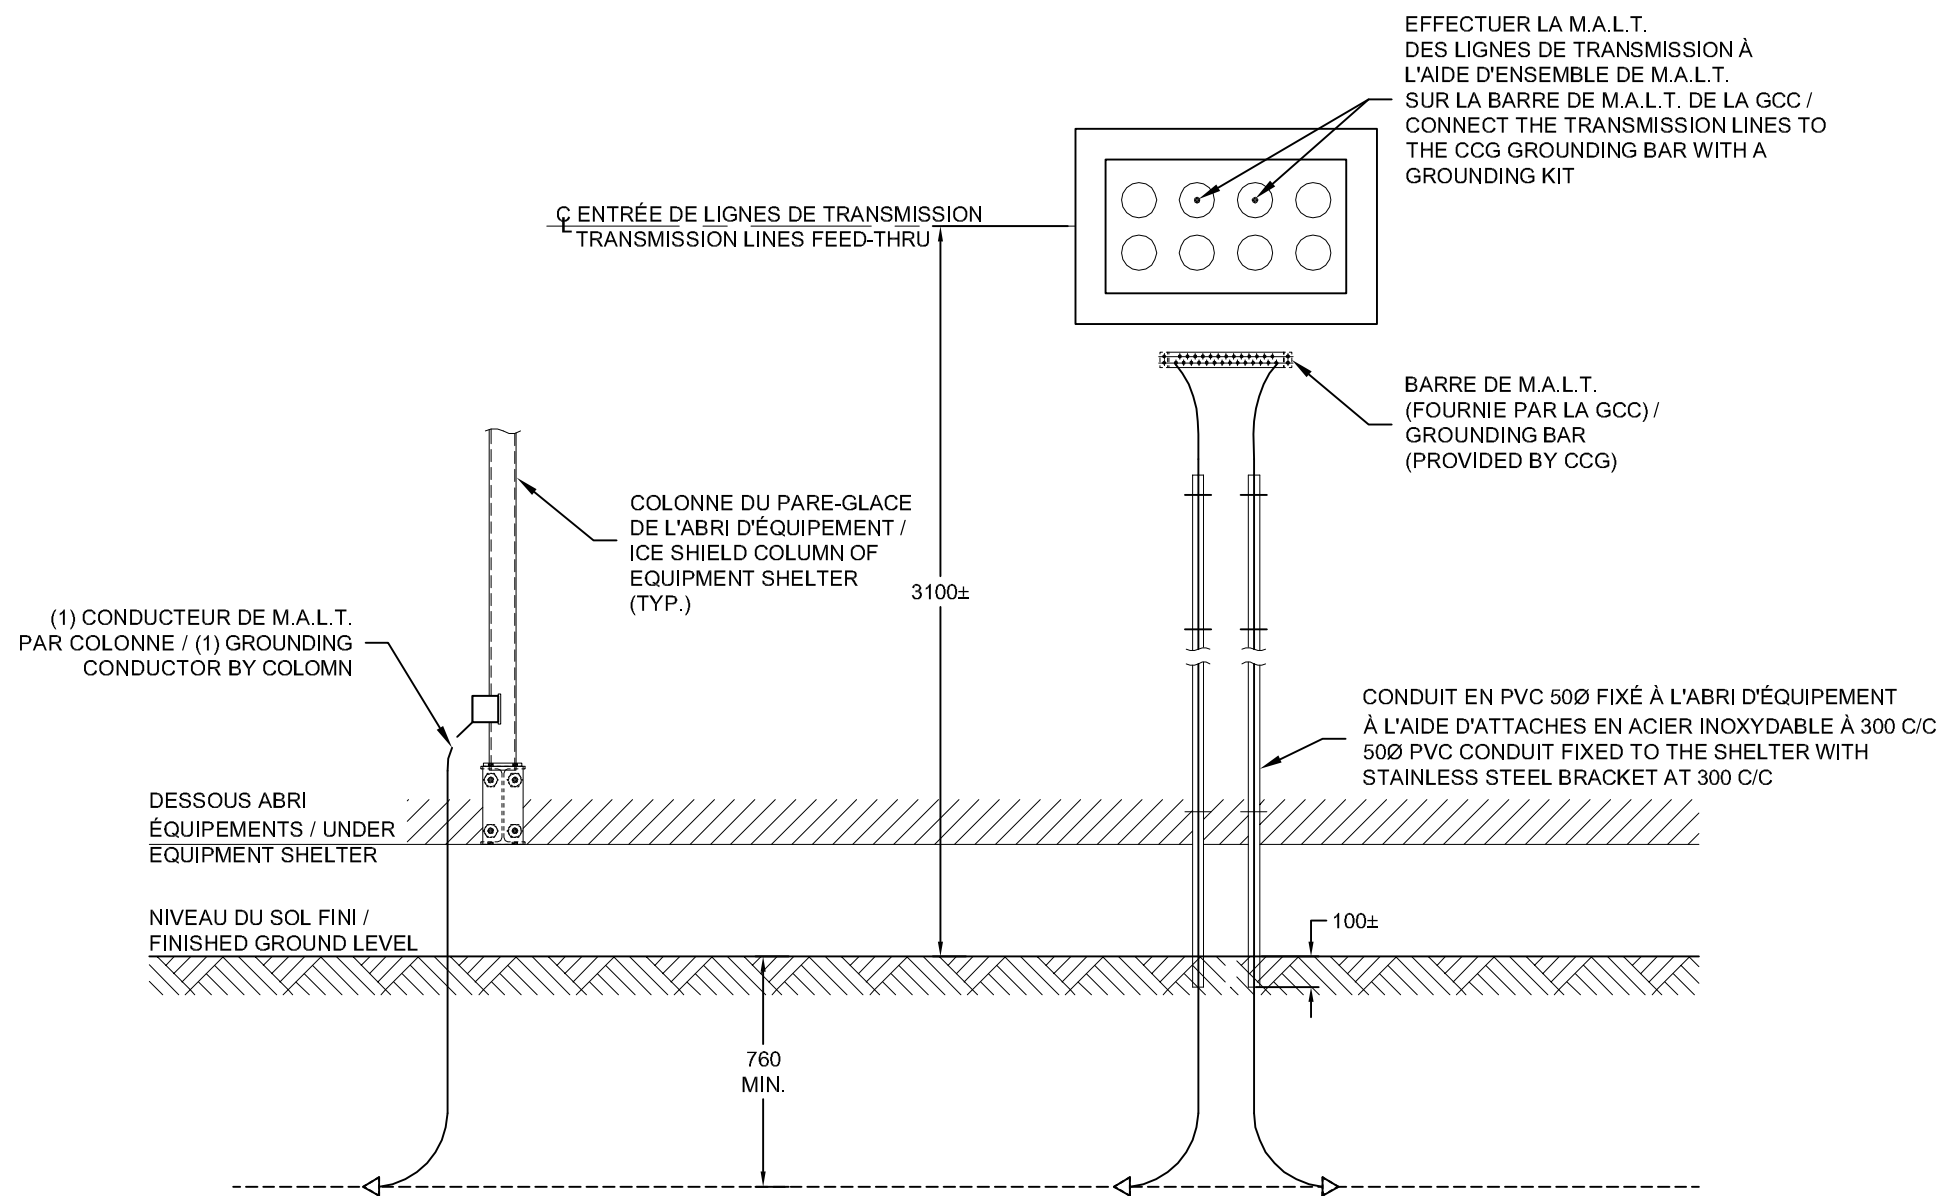 EFFECTUER LA M.A.L.T.
DES LIGNES DE TRANSMISSION À
L'AIDE D'ENSEMBLE DE M.A.L.T.
SUR LA BARRE DE M.A.L.T. DE LA GCC /
CONNECT THE TRANSMISSION LINES TO
THE CCG GROUNDING BAR WITH A
GROUNDING KIT
℄ ENTRÉE DE LIGNES DE TRANSMISSION
TRANSMISSION LINES FEED-THRU
BARRE DE M.A.L.T.
(FOURNIE PAR LA GCC) /
GROUNDING BAR
(PROVIDED BY CCG)
COLONNE DU PARE-GLACE
DE L'ABRI D'ÉQUIPEMENT /
ICE SHIELD COLUMN OF
EQUIPMENT SHELTER
(TYP.)
3100±
(1) CONDUCTEUR DE M.A.L.T.
PAR COLONNE / (1) GROUNDING
CONDUCTOR BY COLOMN
CONDUIT EN PVC 50Ø FIXÉ À L'ABRI D'ÉQUIPEMENT
À L'AIDE D'ATTACHES EN ACIER INOXYDABLE À 300 C/C
50Ø PVC CONDUIT FIXED TO THE SHELTER WITH
STAINLESS STEEL BRACKET AT 300 C/C
DESSOUS ABRI
ÉQUIPEMENTS / UNDER
EQUIPMENT SHELTER
NIVEAU DU SOL FINI /
FINISHED GROUND LEVEL
100±
760
MIN.